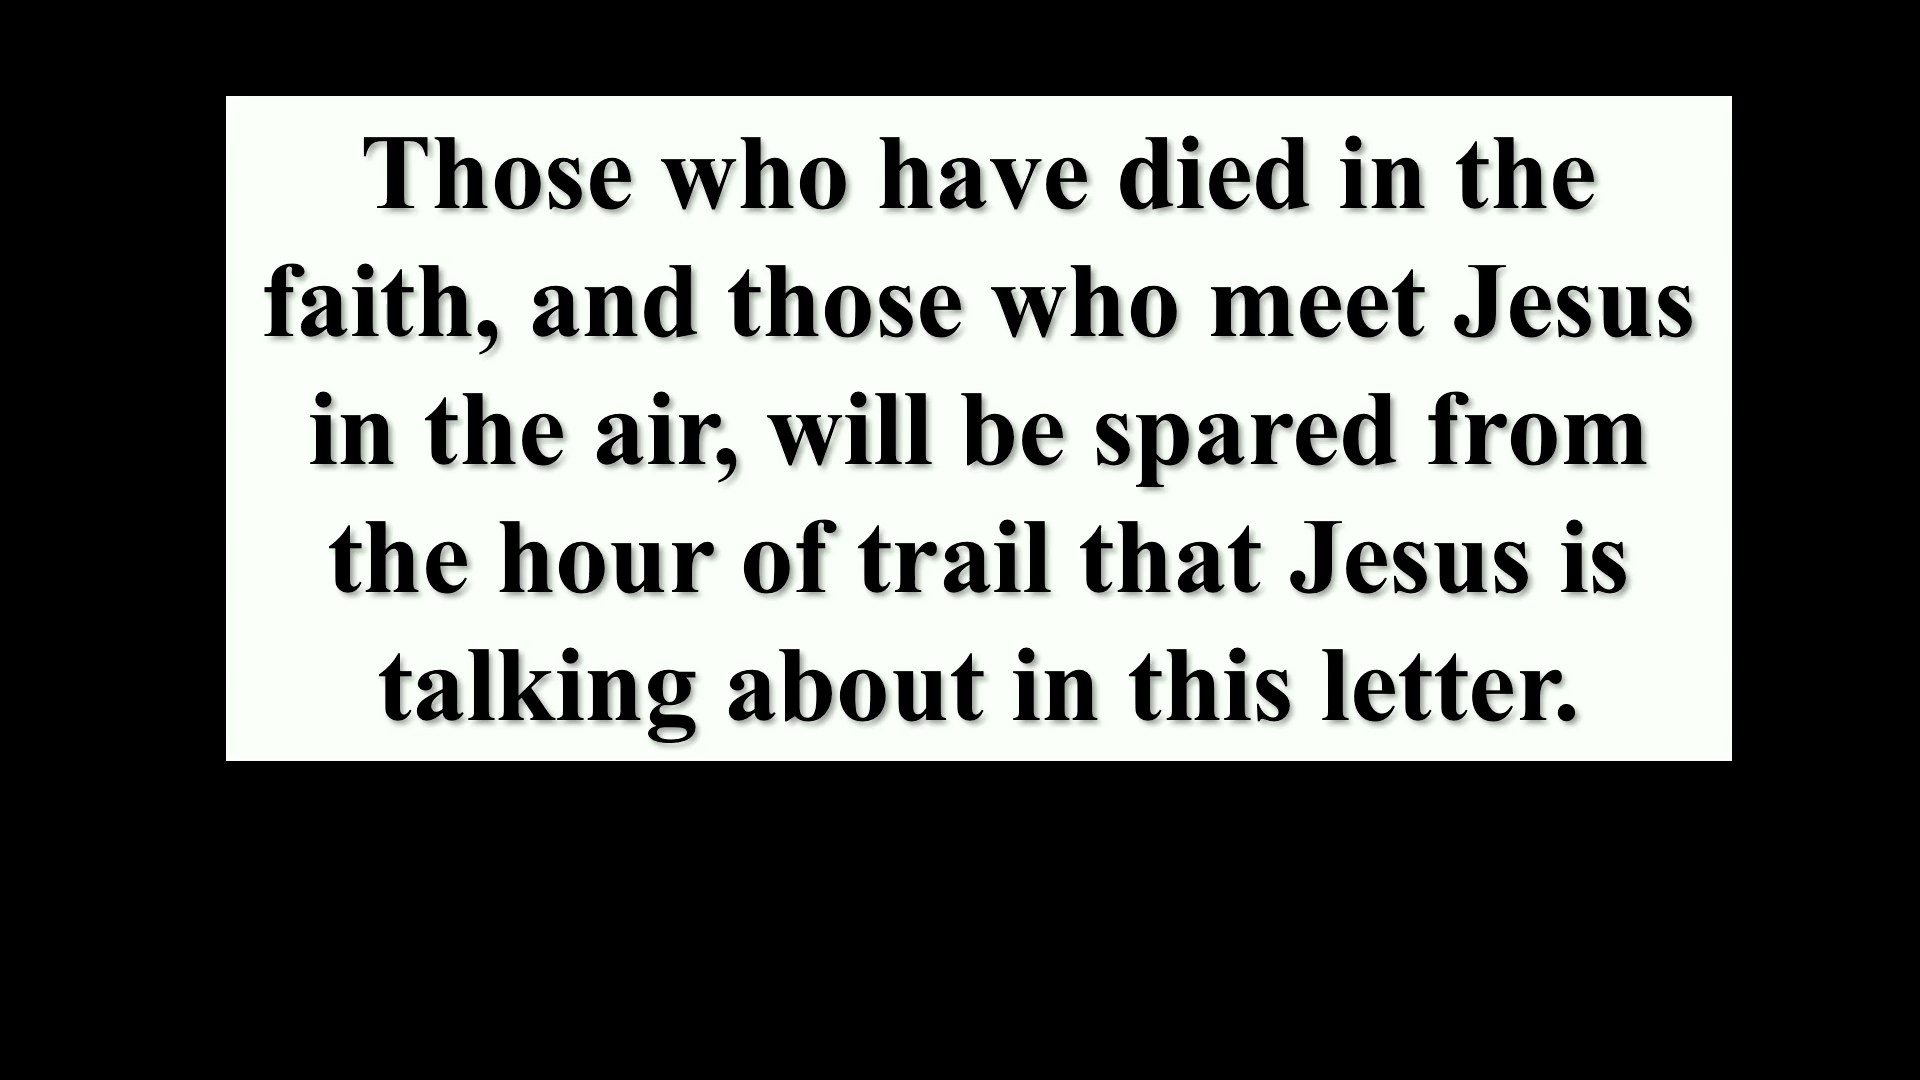 Those who have died in the
faith, and those who meet Jesus
in the air, will be spared from
the hour of trail that Jesus is
talking about in this letter.